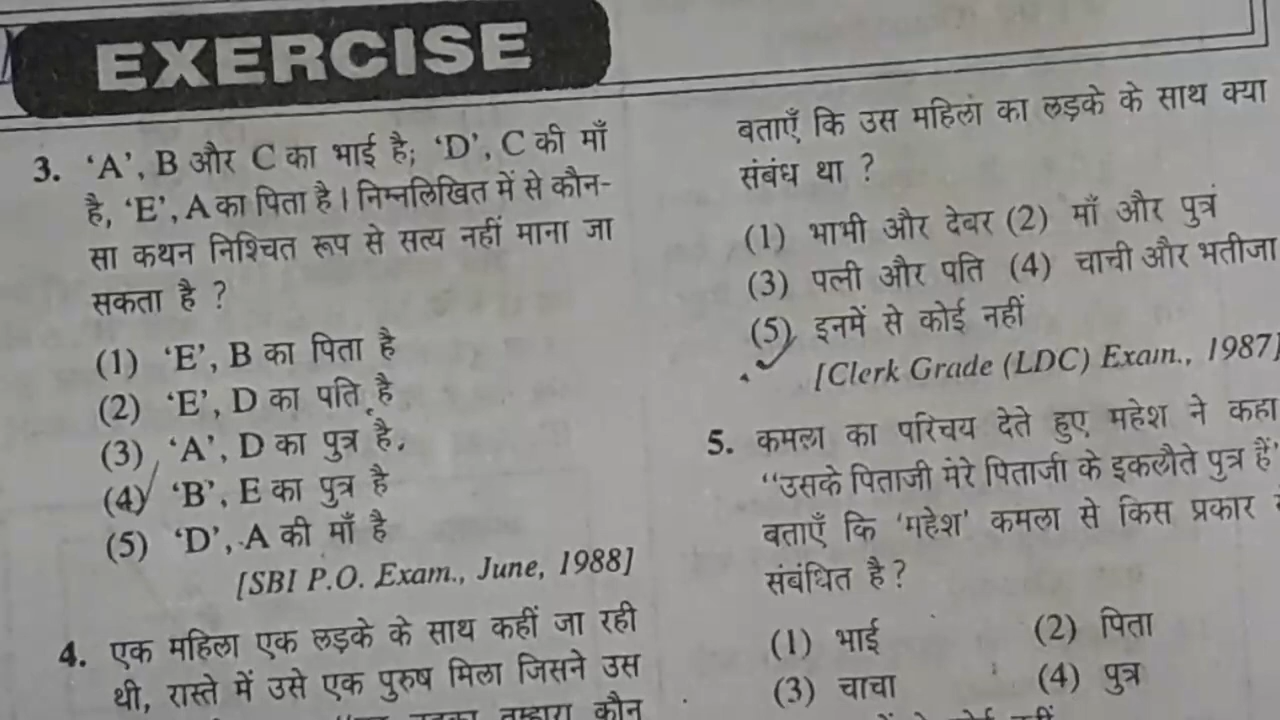 EXERCISE
3. ‘A’, B और C का भाई है; ‘D’, C की माँ
है, ‘E’, A का पिता है। निम्नलिखित में से कौन-
सा कथन निश्चित रूप से सत्य नहीं माना जा
सकता है ?
(1) ‘E’, B का पिता है
(2) ‘E’, D का पति है
(3) ‘A’, D का पुत्र है.
(4) ‘B’, E का पुत्र है
(5) ‘D’, A की माँ है
[SBI P.O. Exam., June, 1988]
4. एक महिला एक लड़के के साथ कहीं जा रही
थी, रास्ते में उसे एक पुरुष मिला जिसने उस
तुम्हारा कौन
बताएँ कि उस महिला का लड़के के साथ क्या
संबंध था ?
(1) भाभी और देवर (2) माँ और पुत्र
(3) पत्नी और पति (4) चाची और भतीजा
(5) इनमें से कोई नहीं
[Clerk Grade (LDC) Exam., 1987]
5. कमला का परिचय देते हुए महेश ने कहा
“उसके पिताजी मेरे पिताजी के इकलौते पुत्र हैं”
बताएँ कि ‘महेश’ कमला से किस प्रकार
संबंधित है ?
(1) भाई (2) पिता
(3) चाचा (4) पुत्र